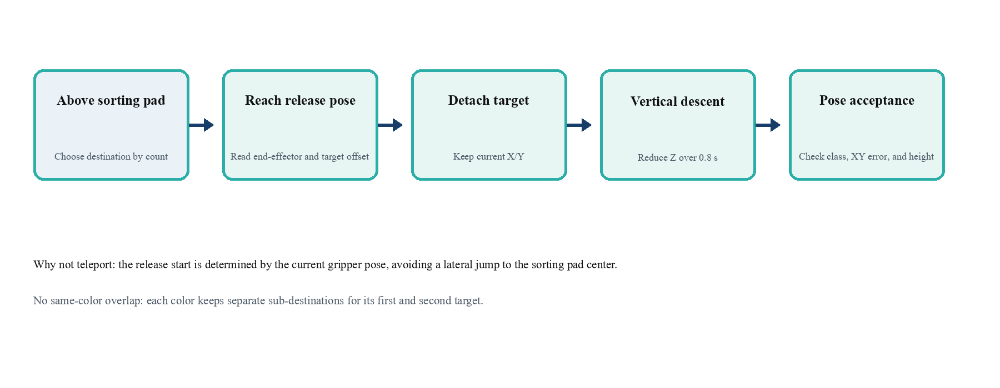 Above sorting pad
Choose destination by count
Reach release pose
Read end-effector and target offset
Detach target
Keep current X/Y
Vertical descent
Reduce Z over 0.8 s
Pose acceptance
Check class, XY error, and height
Why not teleport: the release start is determined by the current gripper pose, avoiding a lateral jump to the sorting pad center.
No same-color overlap: each color keeps separate sub-destinations for its first and second target.